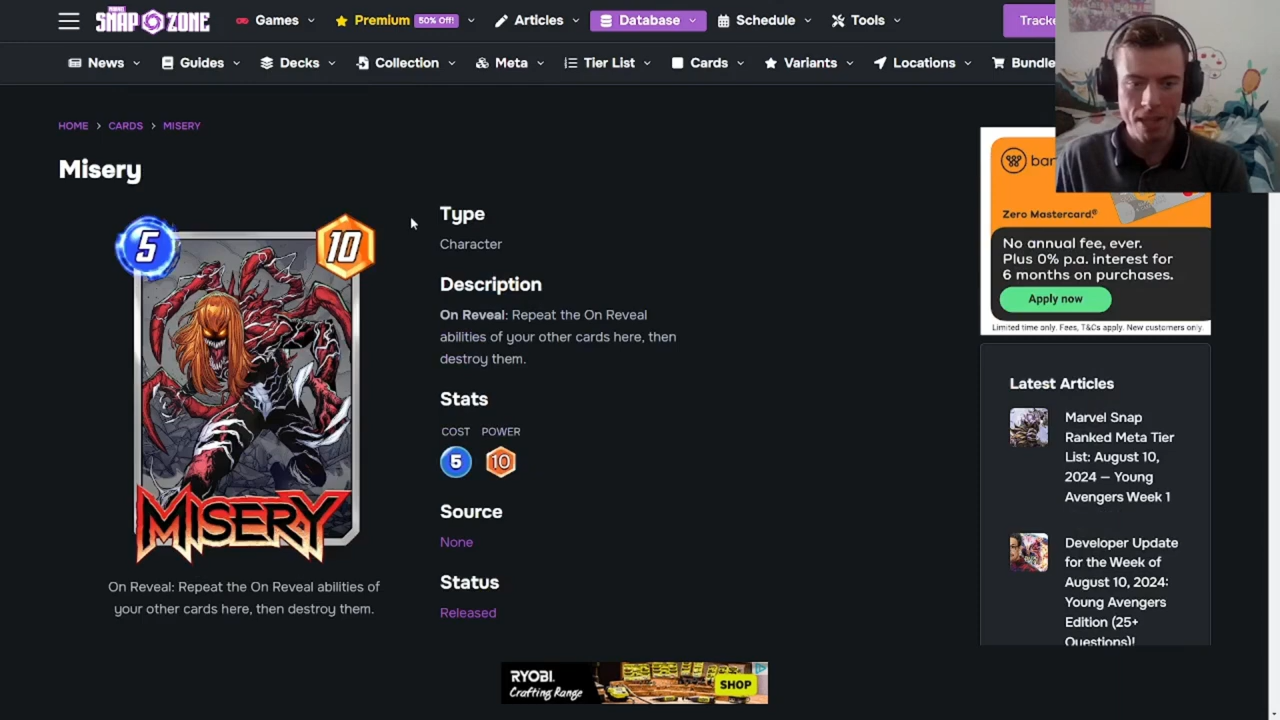 MARVEL
SNAP ZONE
Games
Premium 50% Off!
Articles
Database
Schedule
Tools
News
Guides
Decks
Collection
Meta
Tier List
Cards
Variants
Locations
HOME > CARDS > MISERY
Misery
5
10
MISERY
On Reveal: Repeat the On Reveal abilities of
your other cards here, then destroy them.
Type
Character
Description
On Reveal: Repeat the On Reveal
abilities of your other cards here, then
destroy them.
Stats
COST POWER
5 10
Source
None
Status
Released
Zero Mastercard.®
No annual fee, ever.
Plus 0% p.a. interest for
6 months on purchases.
Apply now
Limited time only. Fees, T&Cs apply. New customers only.
Latest Articles
Marvel Snap
Ranked Meta Tier
List: August 10,
2024 — Young
Avengers Week 1
Developer Update
for the Week of
August 10, 2024:
Young Avengers
Edition (25+
Questions)!
RYOBI
Crafting Range
SHOP